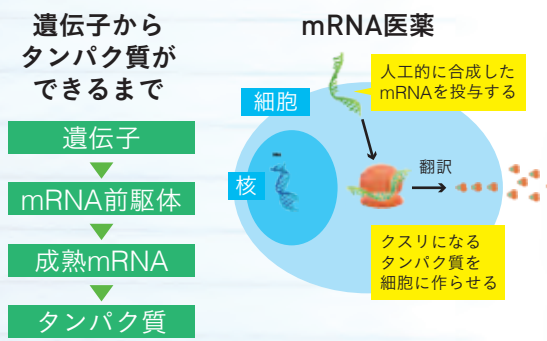 遺伝子から
タンパク質が
できるまで
遺伝子
mRNA前駆体
成熟mRNA
タンパク質
mRNA医薬
人工的に合成した
mRNAを投与する
細胞
核
翻訳
クスリになる
タンパク質を
細胞に作らせる